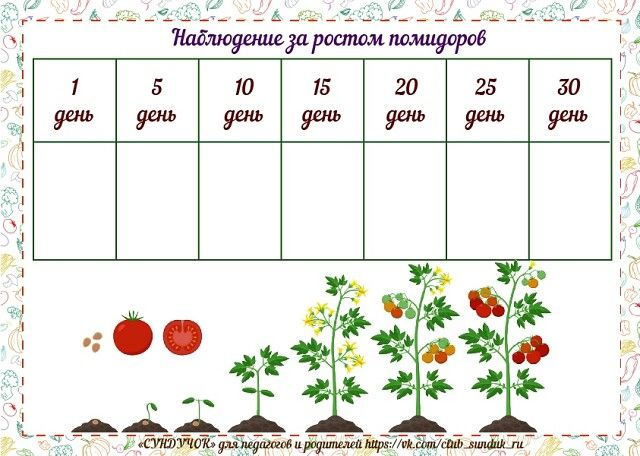 Наблюдение за ростом помидоров
1 5 10 15 20 25 30
день день день день день день день
«СУНДУЧОК» для педагогов и родителей https://vk.com/club_sunduk_ru